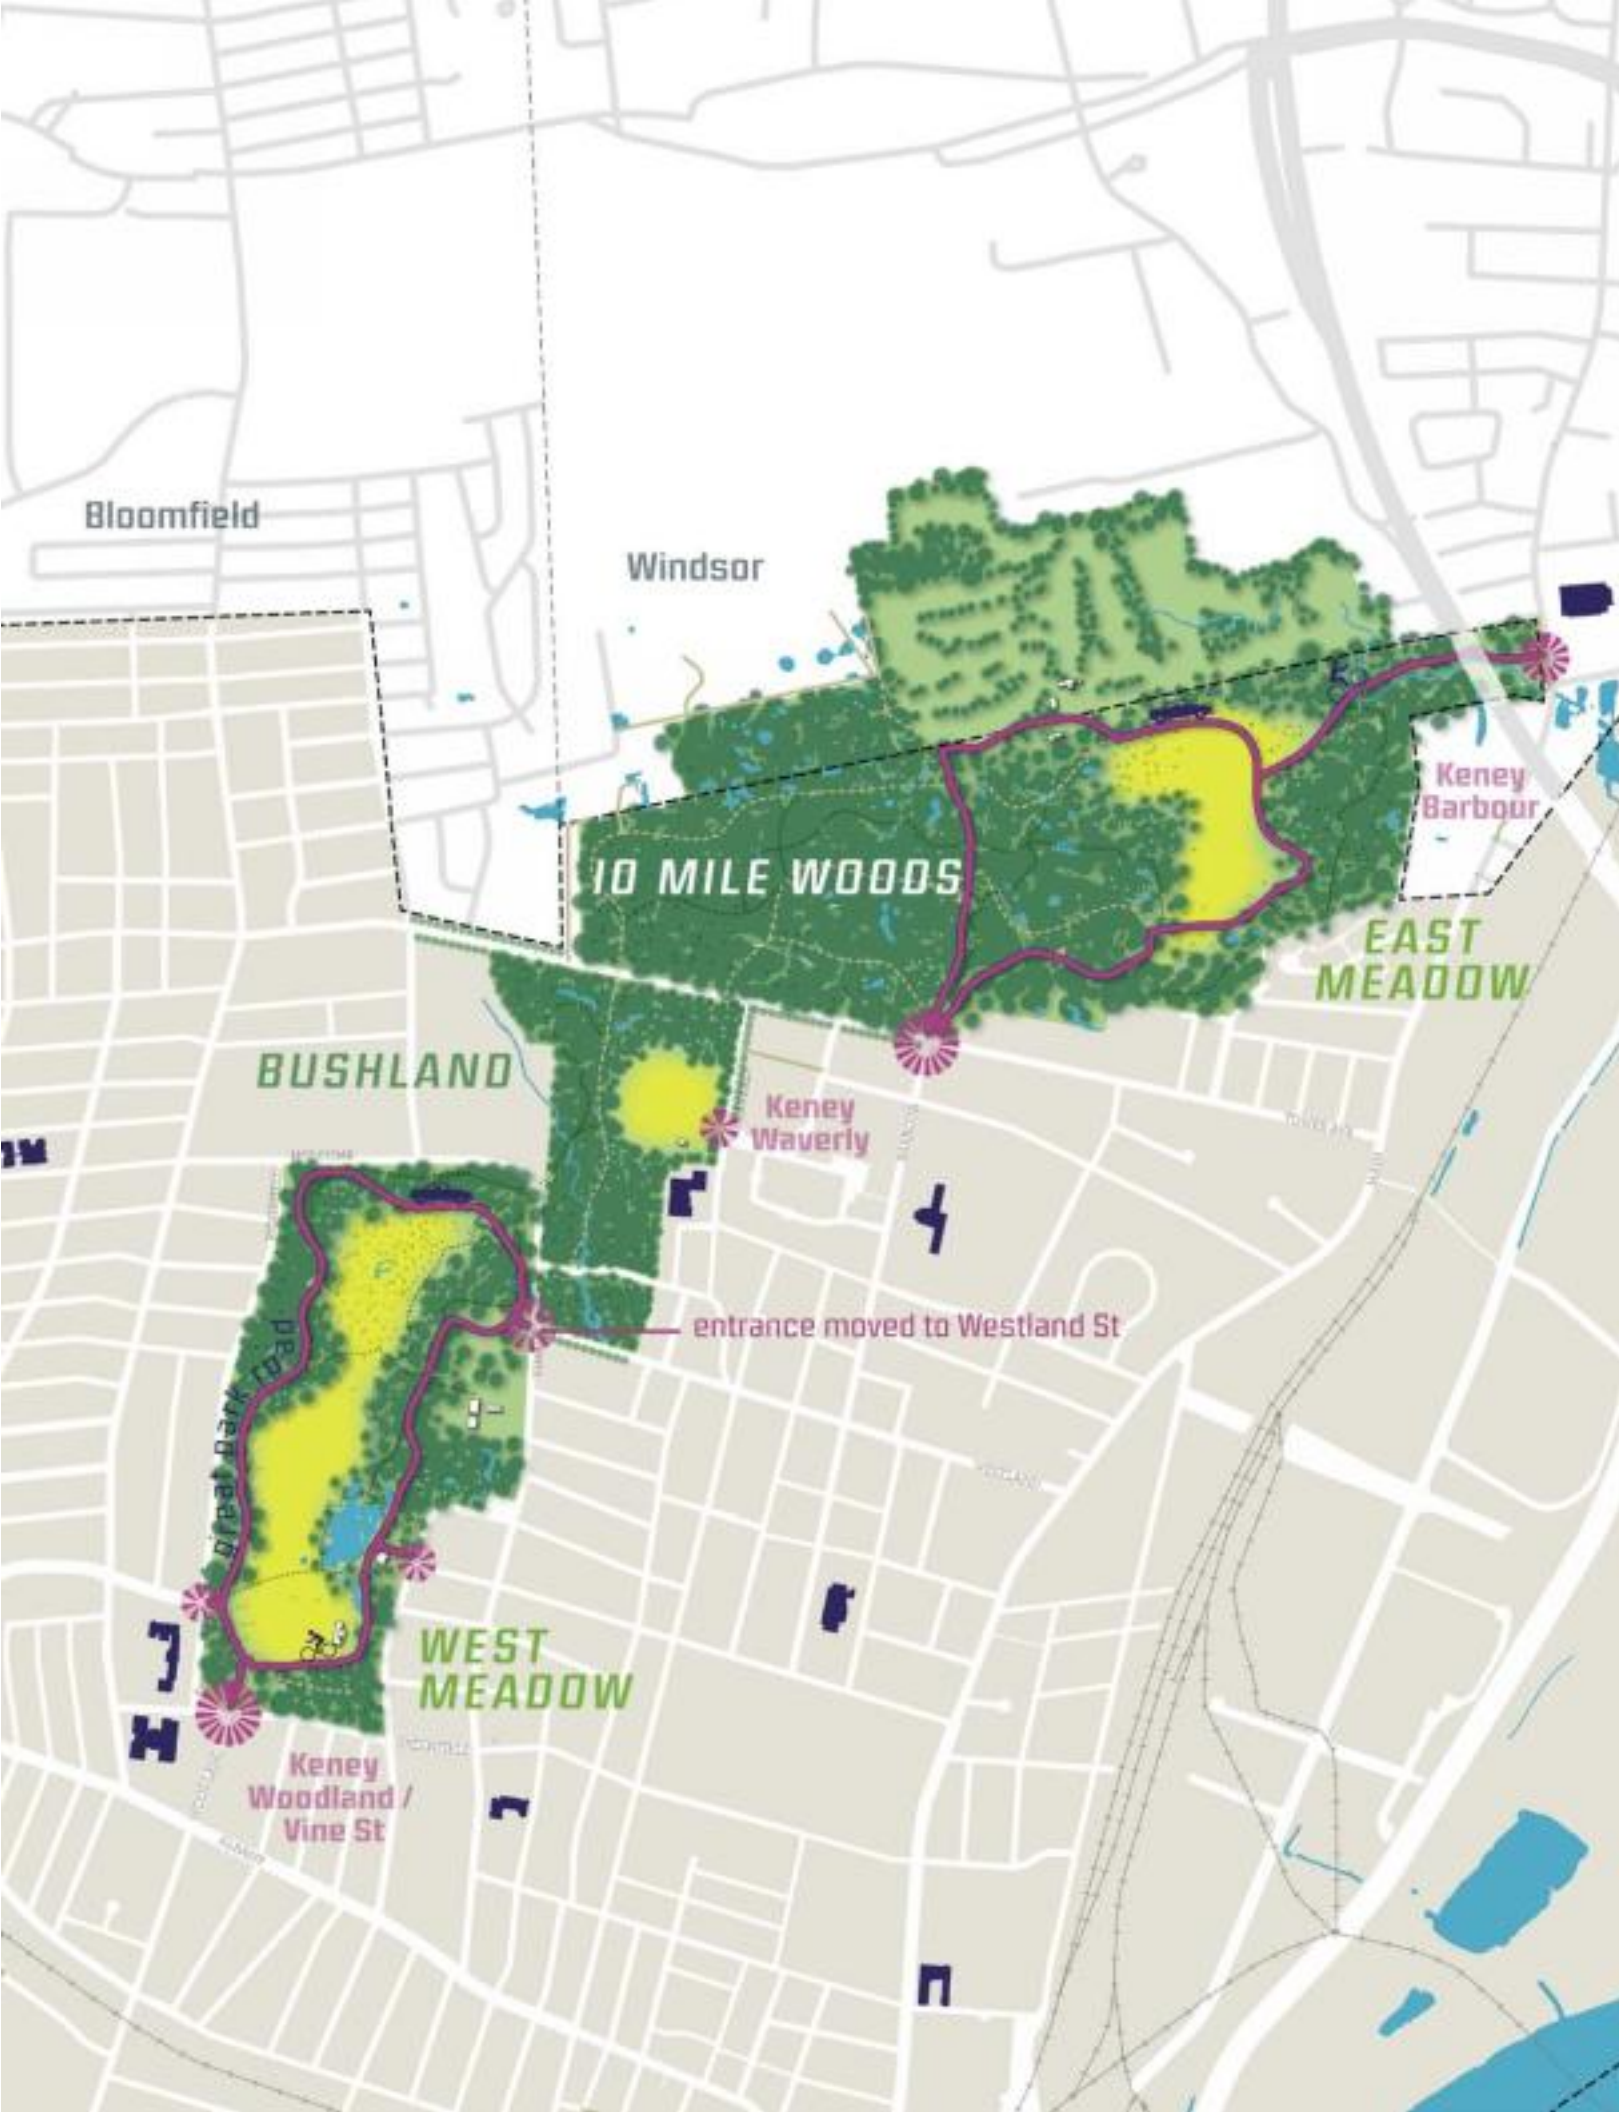 Bloomfield
Windsor
Keney
Barbour
10 MILE WOODS
EAST
MEADOW
BUSHLAND
Keney
Waverly
entrance moved to Westland St
great park road
WEST
MEADOW
Keney
Woodland /
Vine St